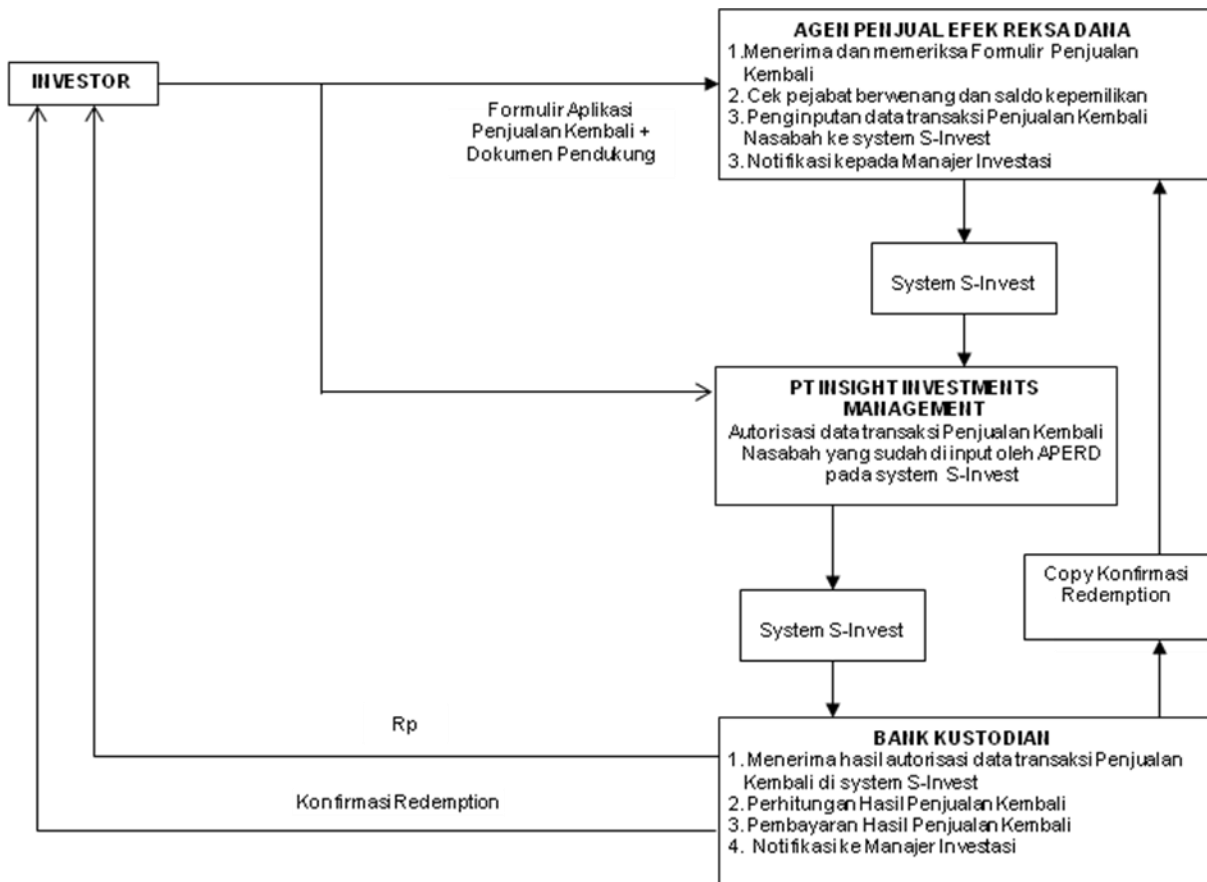 AGEN PENJUAL EFEK REKSA DANA
1.Menerima dan memeriksa Formulir Penjualan
Kembali
2. Cek pejabat berwenang dan saldo kepemilikan
3. Penginputan data transaksi Penjualan Kembali
Nasabah ke system S-Invest
3. Notifikasi kepada Manajer Investasi
INVESTOR
Formulir Aplikasi
Penjualan Kembali +
Dokumen Pendukung
System S-Invest
PT INSIGHT INVESTMENTS
MANAGEMENT
Autorisasi data transaksi Penjualan Kembali
Nasabah yang sudah di input oleh APERD
pada system S-Invest
Copy Konfirmasi
Redemption
System S-Invest
Rp
Konfirmasi Redemption
BANK KUSTODIAN
1. Menerima hasil autorisasi data transaksi Penjualan
Kembali di system S-Invest
2. Perhitungan Hasil Penjualan Kembali
3. Pembayaran Hasil Penjualan Kembali
4. Notifikasi ke Manajer Investasi